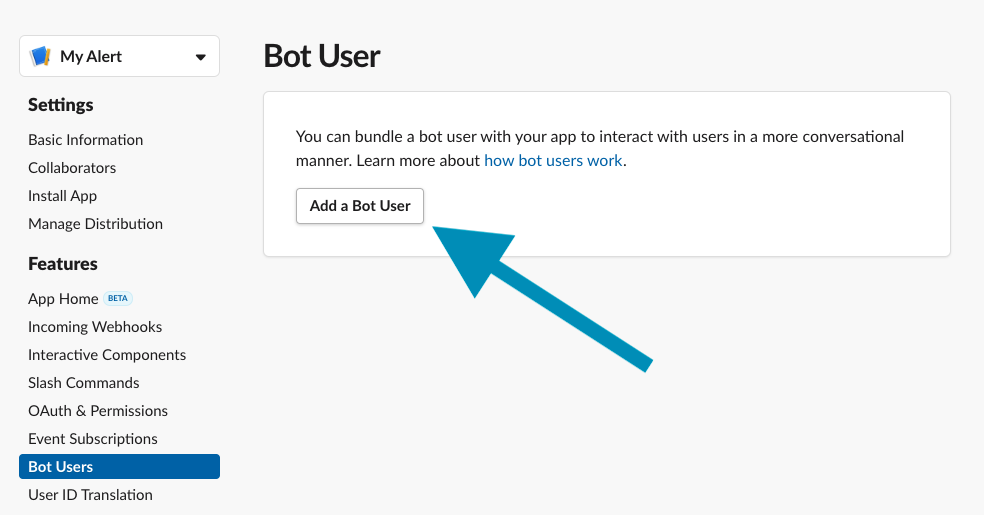 My Alert
Settings
Basic Information
Collaborators
Install App
Manage Distribution
Features
App Home BETA
Incoming Webhooks
Interactive Components
Slash Commands
OAuth & Permissions
Event Subscriptions
Bot Users
User ID Translation
Bot User
You can bundle a bot user with your app to interact with users in a more conversational
manner. Learn more about how bot users work.
Add a Bot User